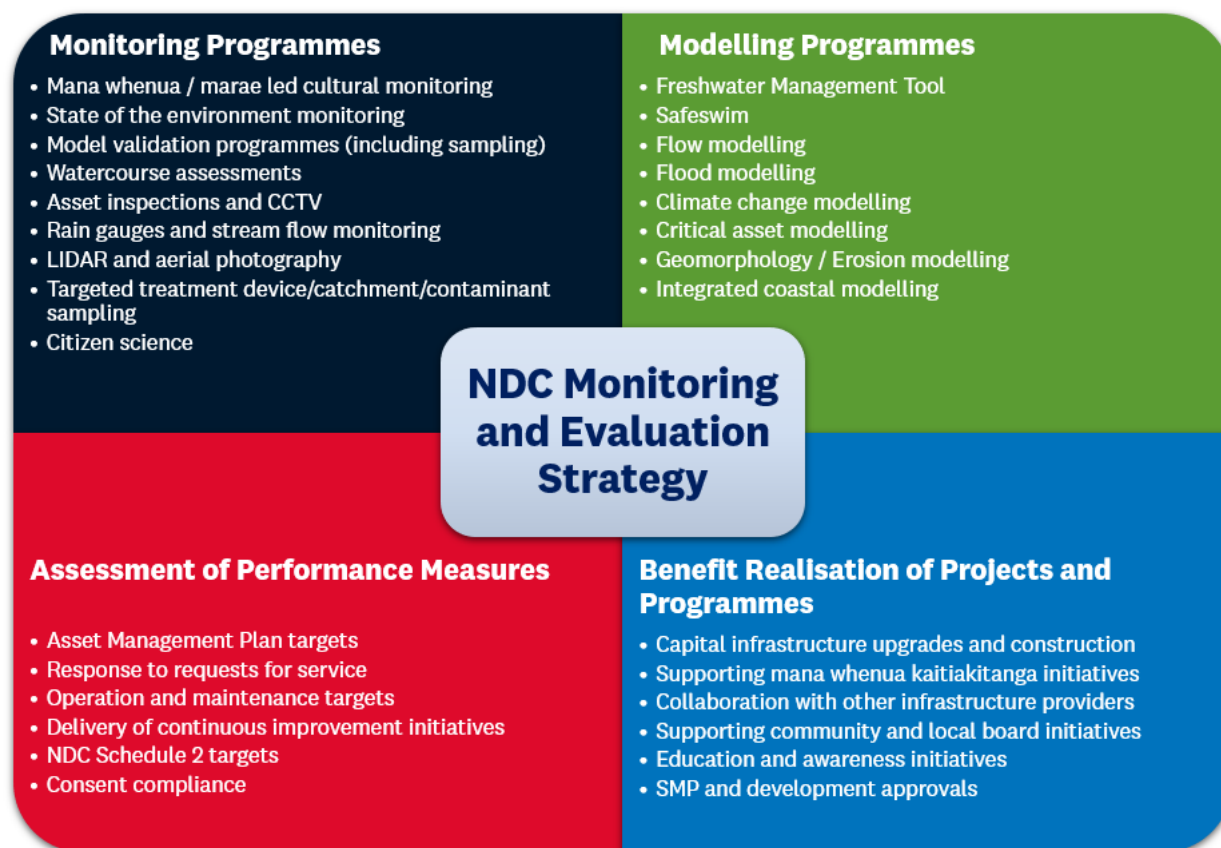 Monitoring Programmes
• Mana whenua / marae led cultural monitoring
• State of the environment monitoring
• Model validation programmes (including sampling)
• Watercourse assessments
• Asset inspections and CCTV
• Rain gauges and stream flow monitoring
• LIDAR and aerial photography
• Targeted treatment device/catchment/contaminant
sampling
• Citizen science
Modelling Programmes
• Freshwater Management Tool
• Safeswim
• Flow modelling
• Flood modelling
• Climate change modelling
• Critical asset modelling
• Geomorphology / Erosion modelling
• Integrated coastal modelling
NDC Monitoring
and Evaluation
Strategy
Assessment of Performance Measures
• Asset Management Plan targets
• Response to requests for service
• Operation and maintenance targets
• Delivery of continuous improvement initiatives
• NDC Schedule 2 targets
• Consent compliance
Benefit Realisation of Projects and
Programmes
• Capital infrastructure upgrades and construction
• Supporting mana whenua kaitiakitanga initiatives
• Collaboration with other infrastructure providers
• Supporting community and local board initiatives
• Education and awareness initiatives
• SMP and development approvals